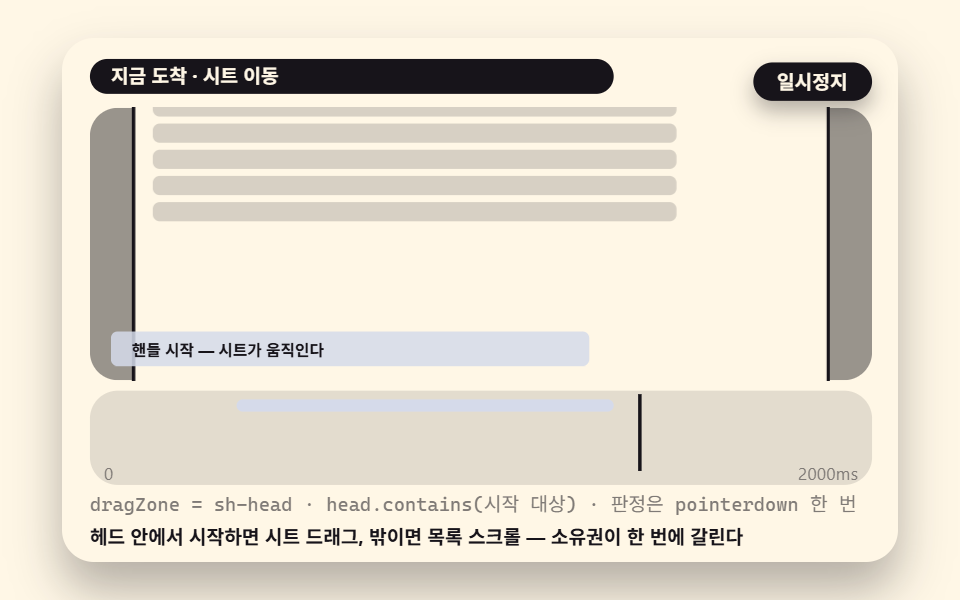 지금 도착 · 시트 이동
일시정지
핸들 시작 — 시트가 움직인다
0
2000ms
dragZone = sh-head · head.contains(시작 대상) · 판정은 pointerdown 한 번
헤드 안에서 시작하면 시트 드래그, 밖이면 목록 스크롤 — 소유권이 한 번에 갈린다